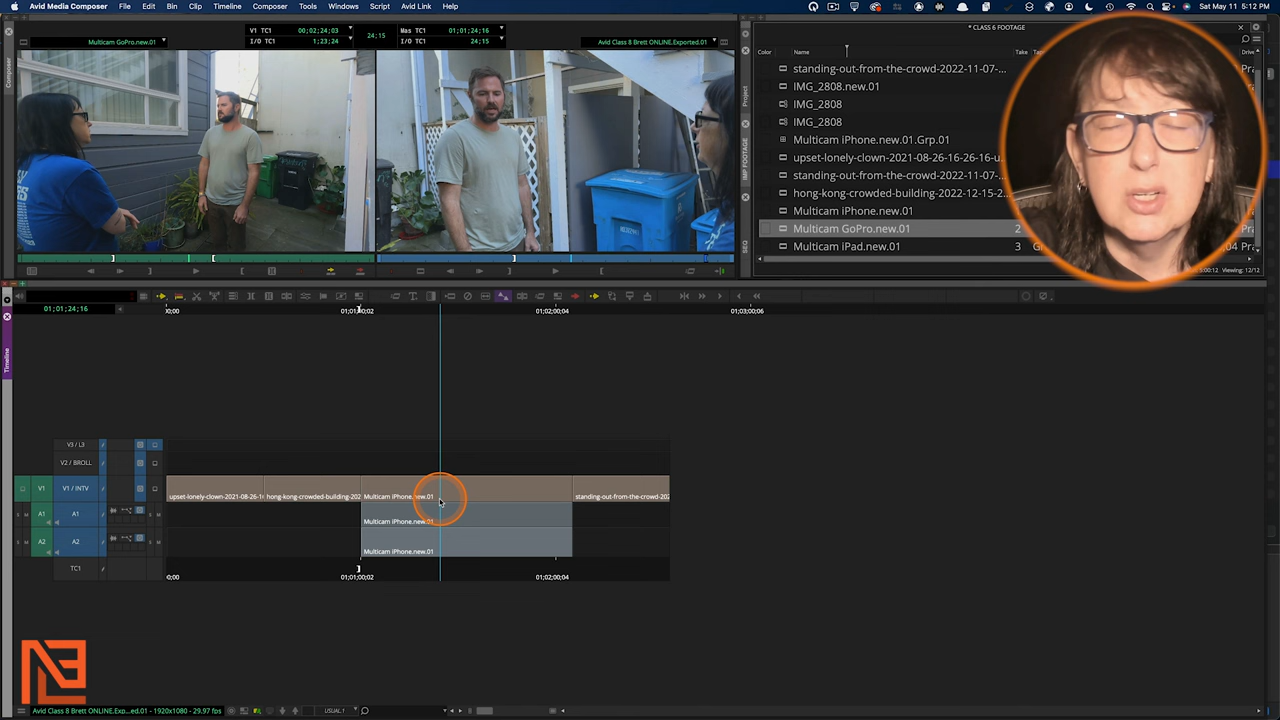 Avid Media Composer File Edit Bin Clip Timeline Composer Tools Windows Script Avid Link Help
Sat May 11 5:12 PM
V1 TC1 00;02;24;03
I/O TC1 1;23;24
24;15
Mas TC1 01;01;24;16
I/O TC1 24;15
Multicam GoPro.new.01
Avid Class 8 Brett ONLINE.Exported.01
* CLASS 6 FOOTAGE
Color Name Take
standing-out-from-the-crowd-2022-11-07-...
IMG_2808.new.01
IMG_2808
IMG_2808
Multicam iPhone.new.01.Grp.01
upset-lonely-clown-2021-08-26-16-26-16-u...
standing-out-from-the-crowd-2022-11-07-...
hong-kong-crowded-building-2022-12-15-2...
Multicam iPhone.new.01
Multicam GoPro.new.01 2
Multicam iPad.new.01 3
Viewing: 12/12
Composer
Project
SEQ
Timeline
01;01;24;16
01;01;00;02 01;02;00;04 01;03;00;06
V3 / L3
V2 / BROLL
V1 V1 / INTV upset-lonely-clown-2021-08-26-16 hong-kong-crowded-building-202 Multicam iPhone.new.01 standing-out-from-the-crowd-202
S M A1 A1 S M Multicam iPhone.new.01
S M A2 A2 S M Multicam iPhone.new.01
TC1
01;01;00;02 01;02;00;04
Avid Class 8 Brett ONLINE.Exp...ed.01 - 1920x1080 - 29.97 fps USUAL.1